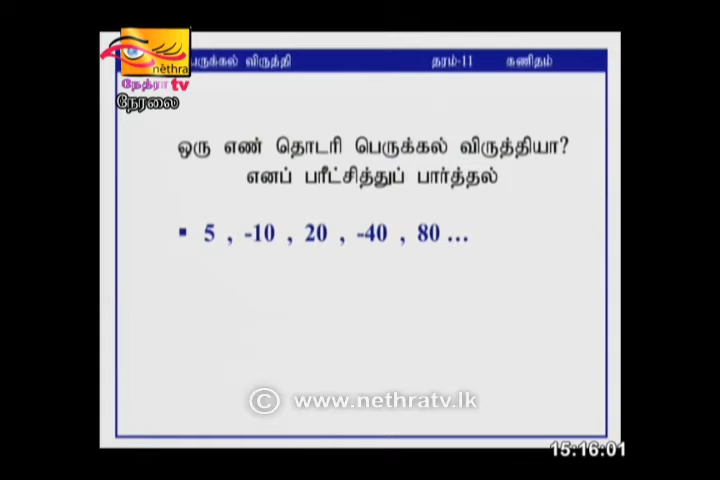 பெருக்கல் விருத்தி தரம்-11 கணிதம்
nethra
நேத்ரா tv
நேரலை
ஒரு எண் தொடரி பெருக்கல் விருத்தியா?
எனப் பரீட்சித்துப் பார்த்தல்
▪ 5 , -10 , 20 , -40 , 80 ...
© www.nethratv.lk
15:16:01